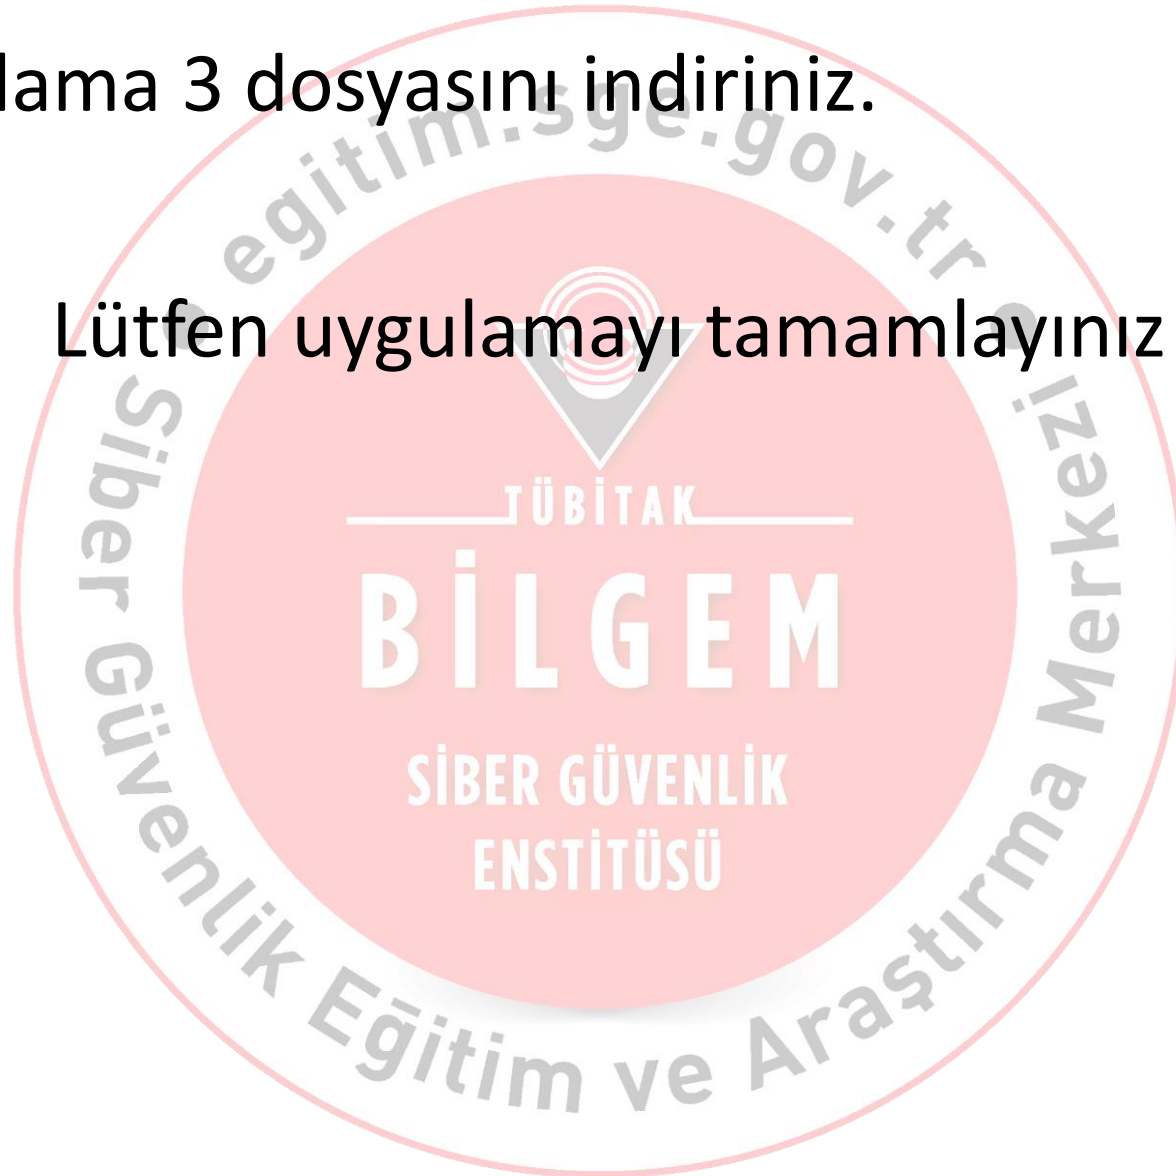 lama 3 dosyasını indiriniz.
Lütfen uygulamayı tamamlayınız
egitim.sge.gov.tr
Siber Güvenlik Eğitim ve Araştırma Merkezi
TÜBİTAK
BİLGEM
SİBER GÜVENLİK
ENSTİTÜSÜ